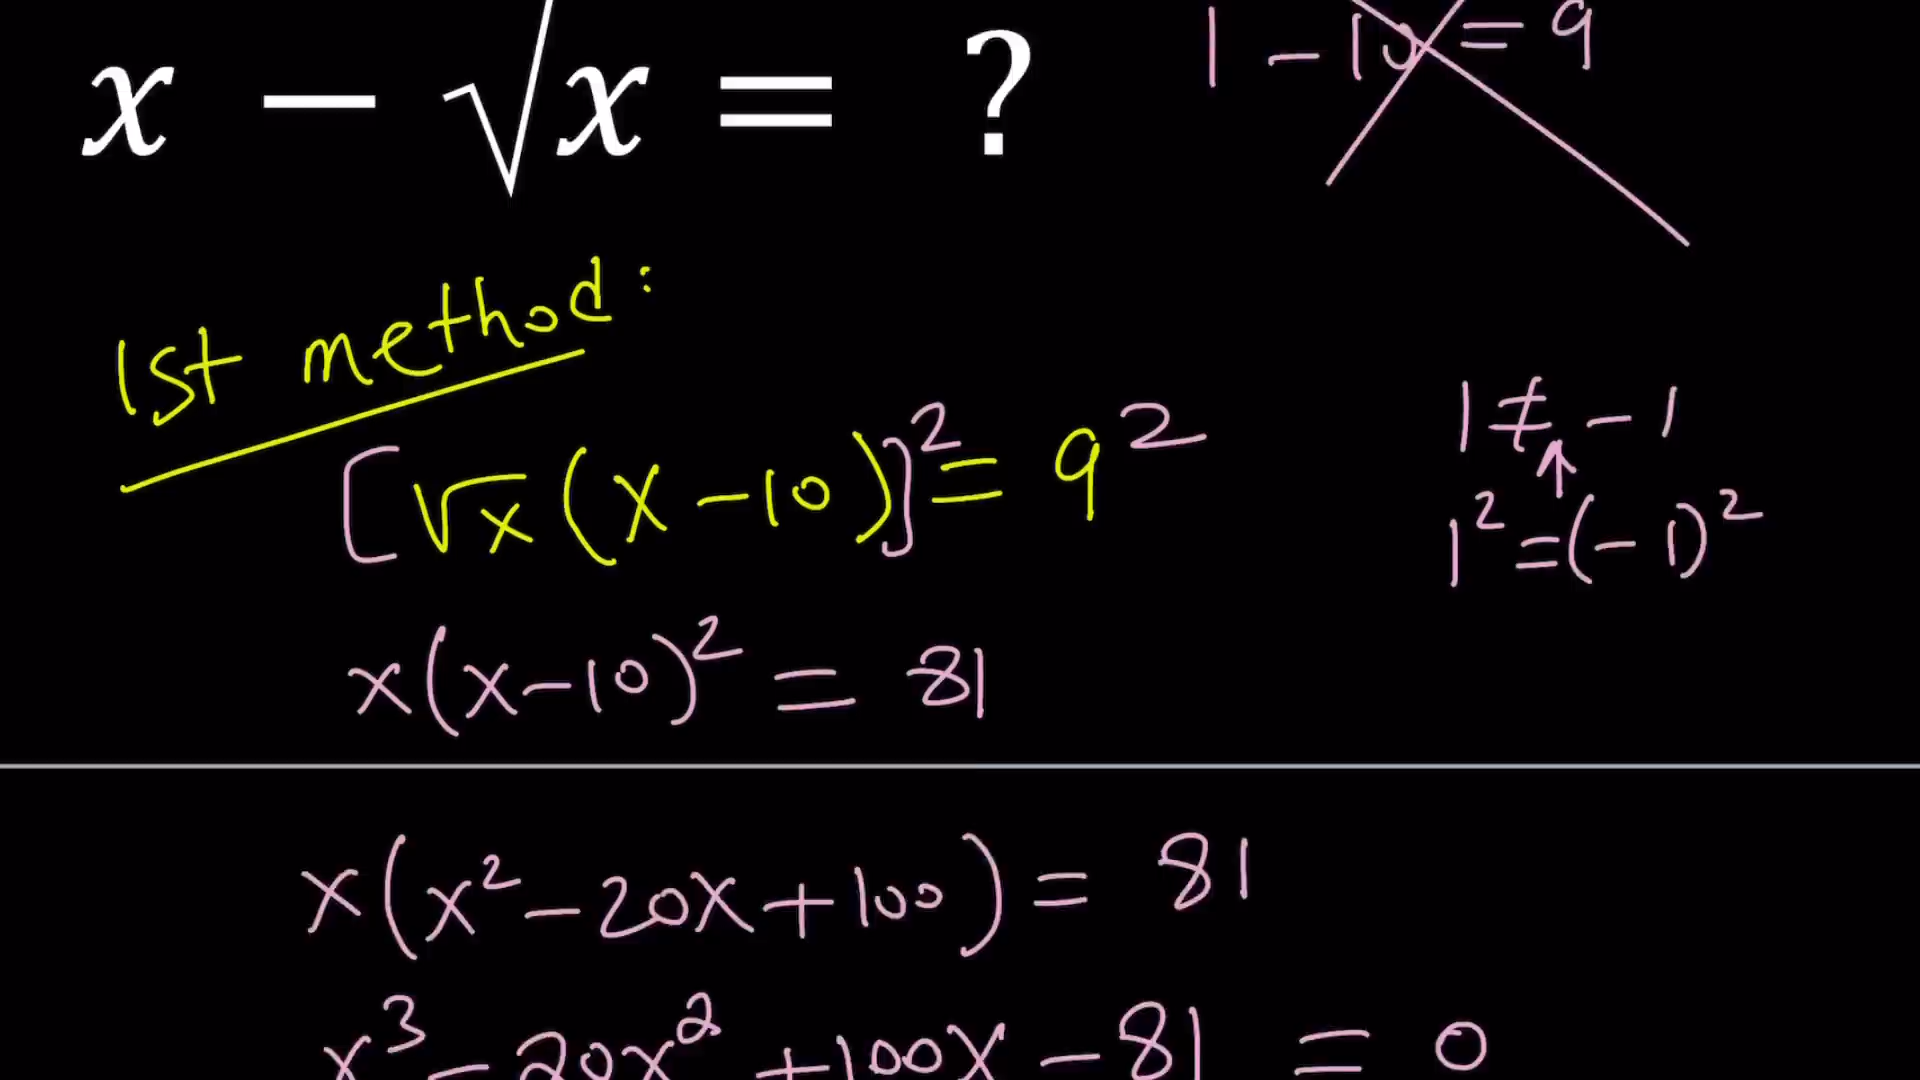 x − √x = ?
1 − 10 = 9
1st method:
[√x(x−10)]² = 9²
1 ≠ −1
↑
1² = (−1)²
x(x−10)² = 81
x(x²−20x+100) = 81
x³ − 20x² + 100x − 81 = 0